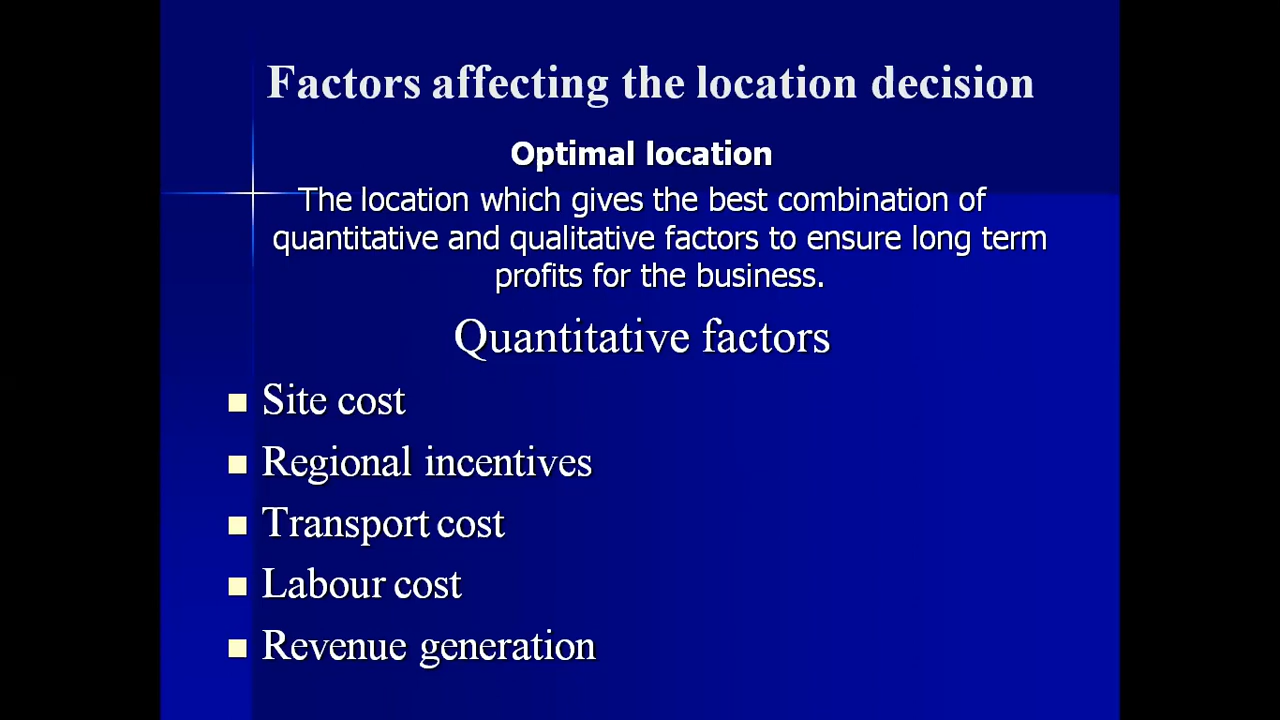 Factors affecting the location decision
Optimal location
The location which gives the best combination of
quantitative and qualitative factors to ensure long term
profits for the business.
Quantitative factors
Site cost
Regional incentives
Transport cost
Labour cost
Revenue generation